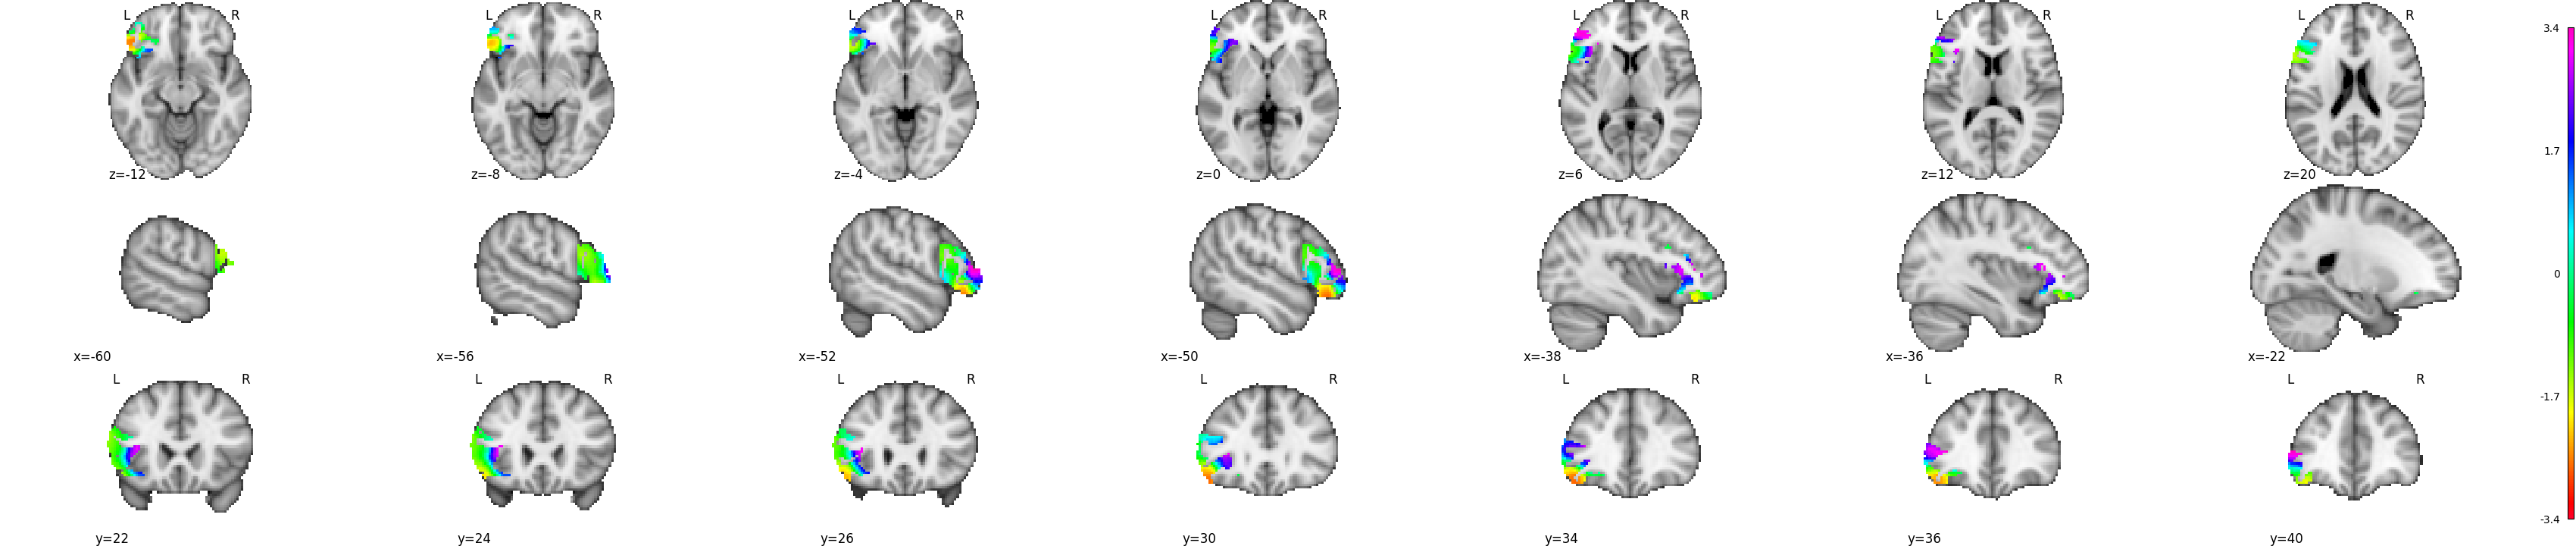 L R L R L R L R L R L R L R
3.4
1.7
0
-1.7
-3.4
z=-12 z=-8 z=-4 z=0 z=6 z=12 z=20
x=-60 x=-56 x=-52 x=-50 x=-38 x=-36 x=-22
L R L R L R L R L R L R L R
y=22 y=24 y=26 y=30 y=34 y=36 y=40